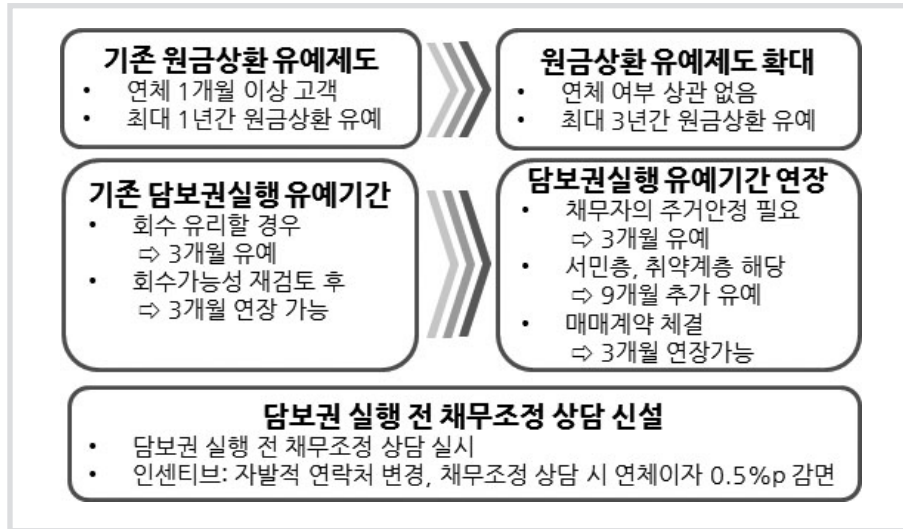 기존 원금상환 유예제도
• 연체 1개월 이상 고객
• 최대 1년간 원금상환 유예
원금상환 유예제도 확대
• 연체 여부 상관 없음
• 최대 3년간 원금상환 유예
기존 담보권실행 유예기간
• 회수 유리할 경우
⇨ 3개월 유예
• 회수가능성 재검토 후
⇨ 3개월 연장 가능
담보권실행 유예기간 연장
• 채무자의 주거안정 필요
⇨ 3개월 유예
• 서민층, 취약계층 해당
⇨ 9개월 추가 유예
• 매매계약 체결
⇨ 3개월 연장가능
담보권 실행 전 채무조정 상담 신설
• 담보권 실행 전 채무조정 상담 실시
• 인센티브: 자발적 연락처 변경, 채무조정 상담 시 연체이자 0.5%p 감면